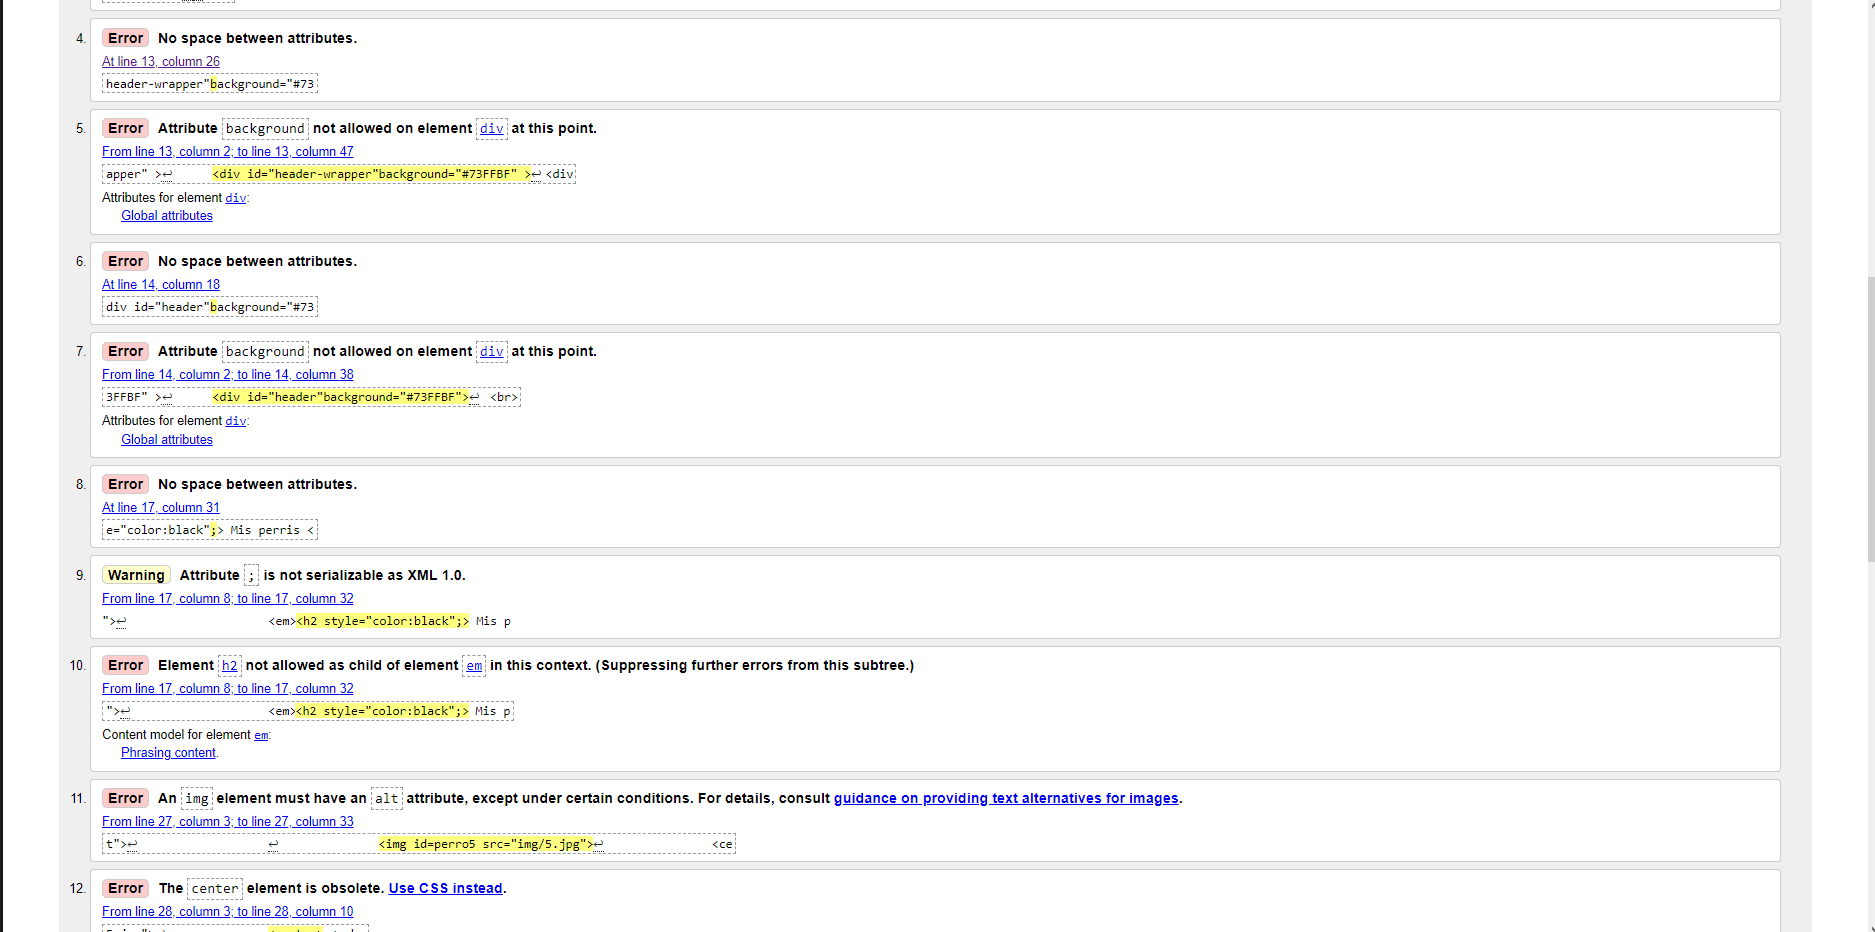 4. Error No space between attributes.
At line 13, column 26
header-wrapper"background="#73
5. Error Attribute background not allowed on element div at this point.
From line 13, column 2; to line 13, column 47
apper" >↩ <div id="header-wrapper"background="#73FFBF" >↩ <div
Attributes for element div:
Global attributes
6. Error No space between attributes.
At line 14, column 18
div id="header"background="#73
7. Error Attribute background not allowed on element div at this point.
From line 14, column 2; to line 14, column 38
3FFBF" >↩ <div id="header"background="#73FFBF">↩ <br>
Attributes for element div:
Global attributes
8. Error No space between attributes.
At line 17, column 31
e="color:black";> Mis perris <
9. Warning Attribute ; is not serializable as XML 1.0.
From line 17, column 8; to line 17, column 32
">↩ <em><h2 style="color:black";> Mis p
10. Error Element h2 not allowed as child of element em in this context. (Suppressing further errors from this subtree.)
From line 17, column 8; to line 17, column 32
">↩ <em><h2 style="color:black";> Mis p
Content model for element em:
Phrasing content.
11. Error An img element must have an alt attribute, except under certain conditions. For details, consult guidance on providing text alternatives for images.
From line 27, column 3; to line 27, column 33
t">↩ ↩ <img id=perro5 src="img/5.jpg">↩ <ce
12. Error The center element is obsolete. Use CSS instead.
From line 28, column 3; to line 28, column 10